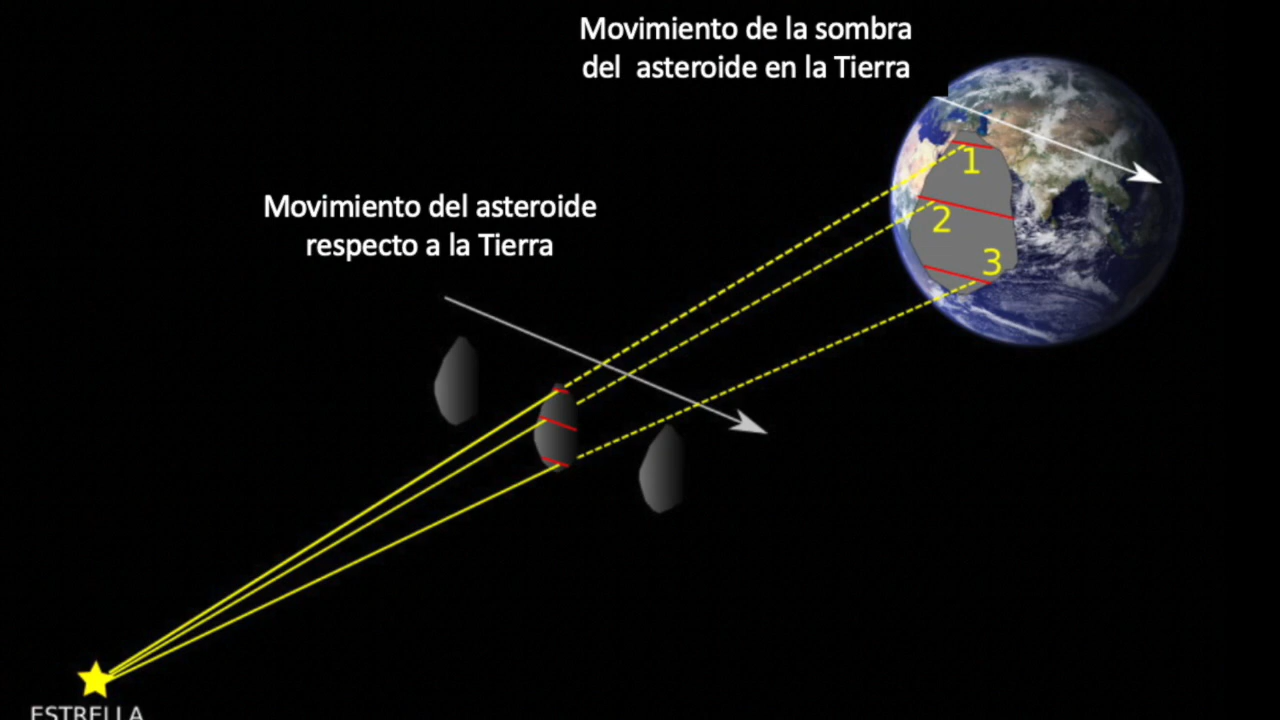 Movimiento de la sombra
del  asteroide en la Tierra
Movimiento del asteroide
respecto a la Tierra
1
2
3
ESTRELLA